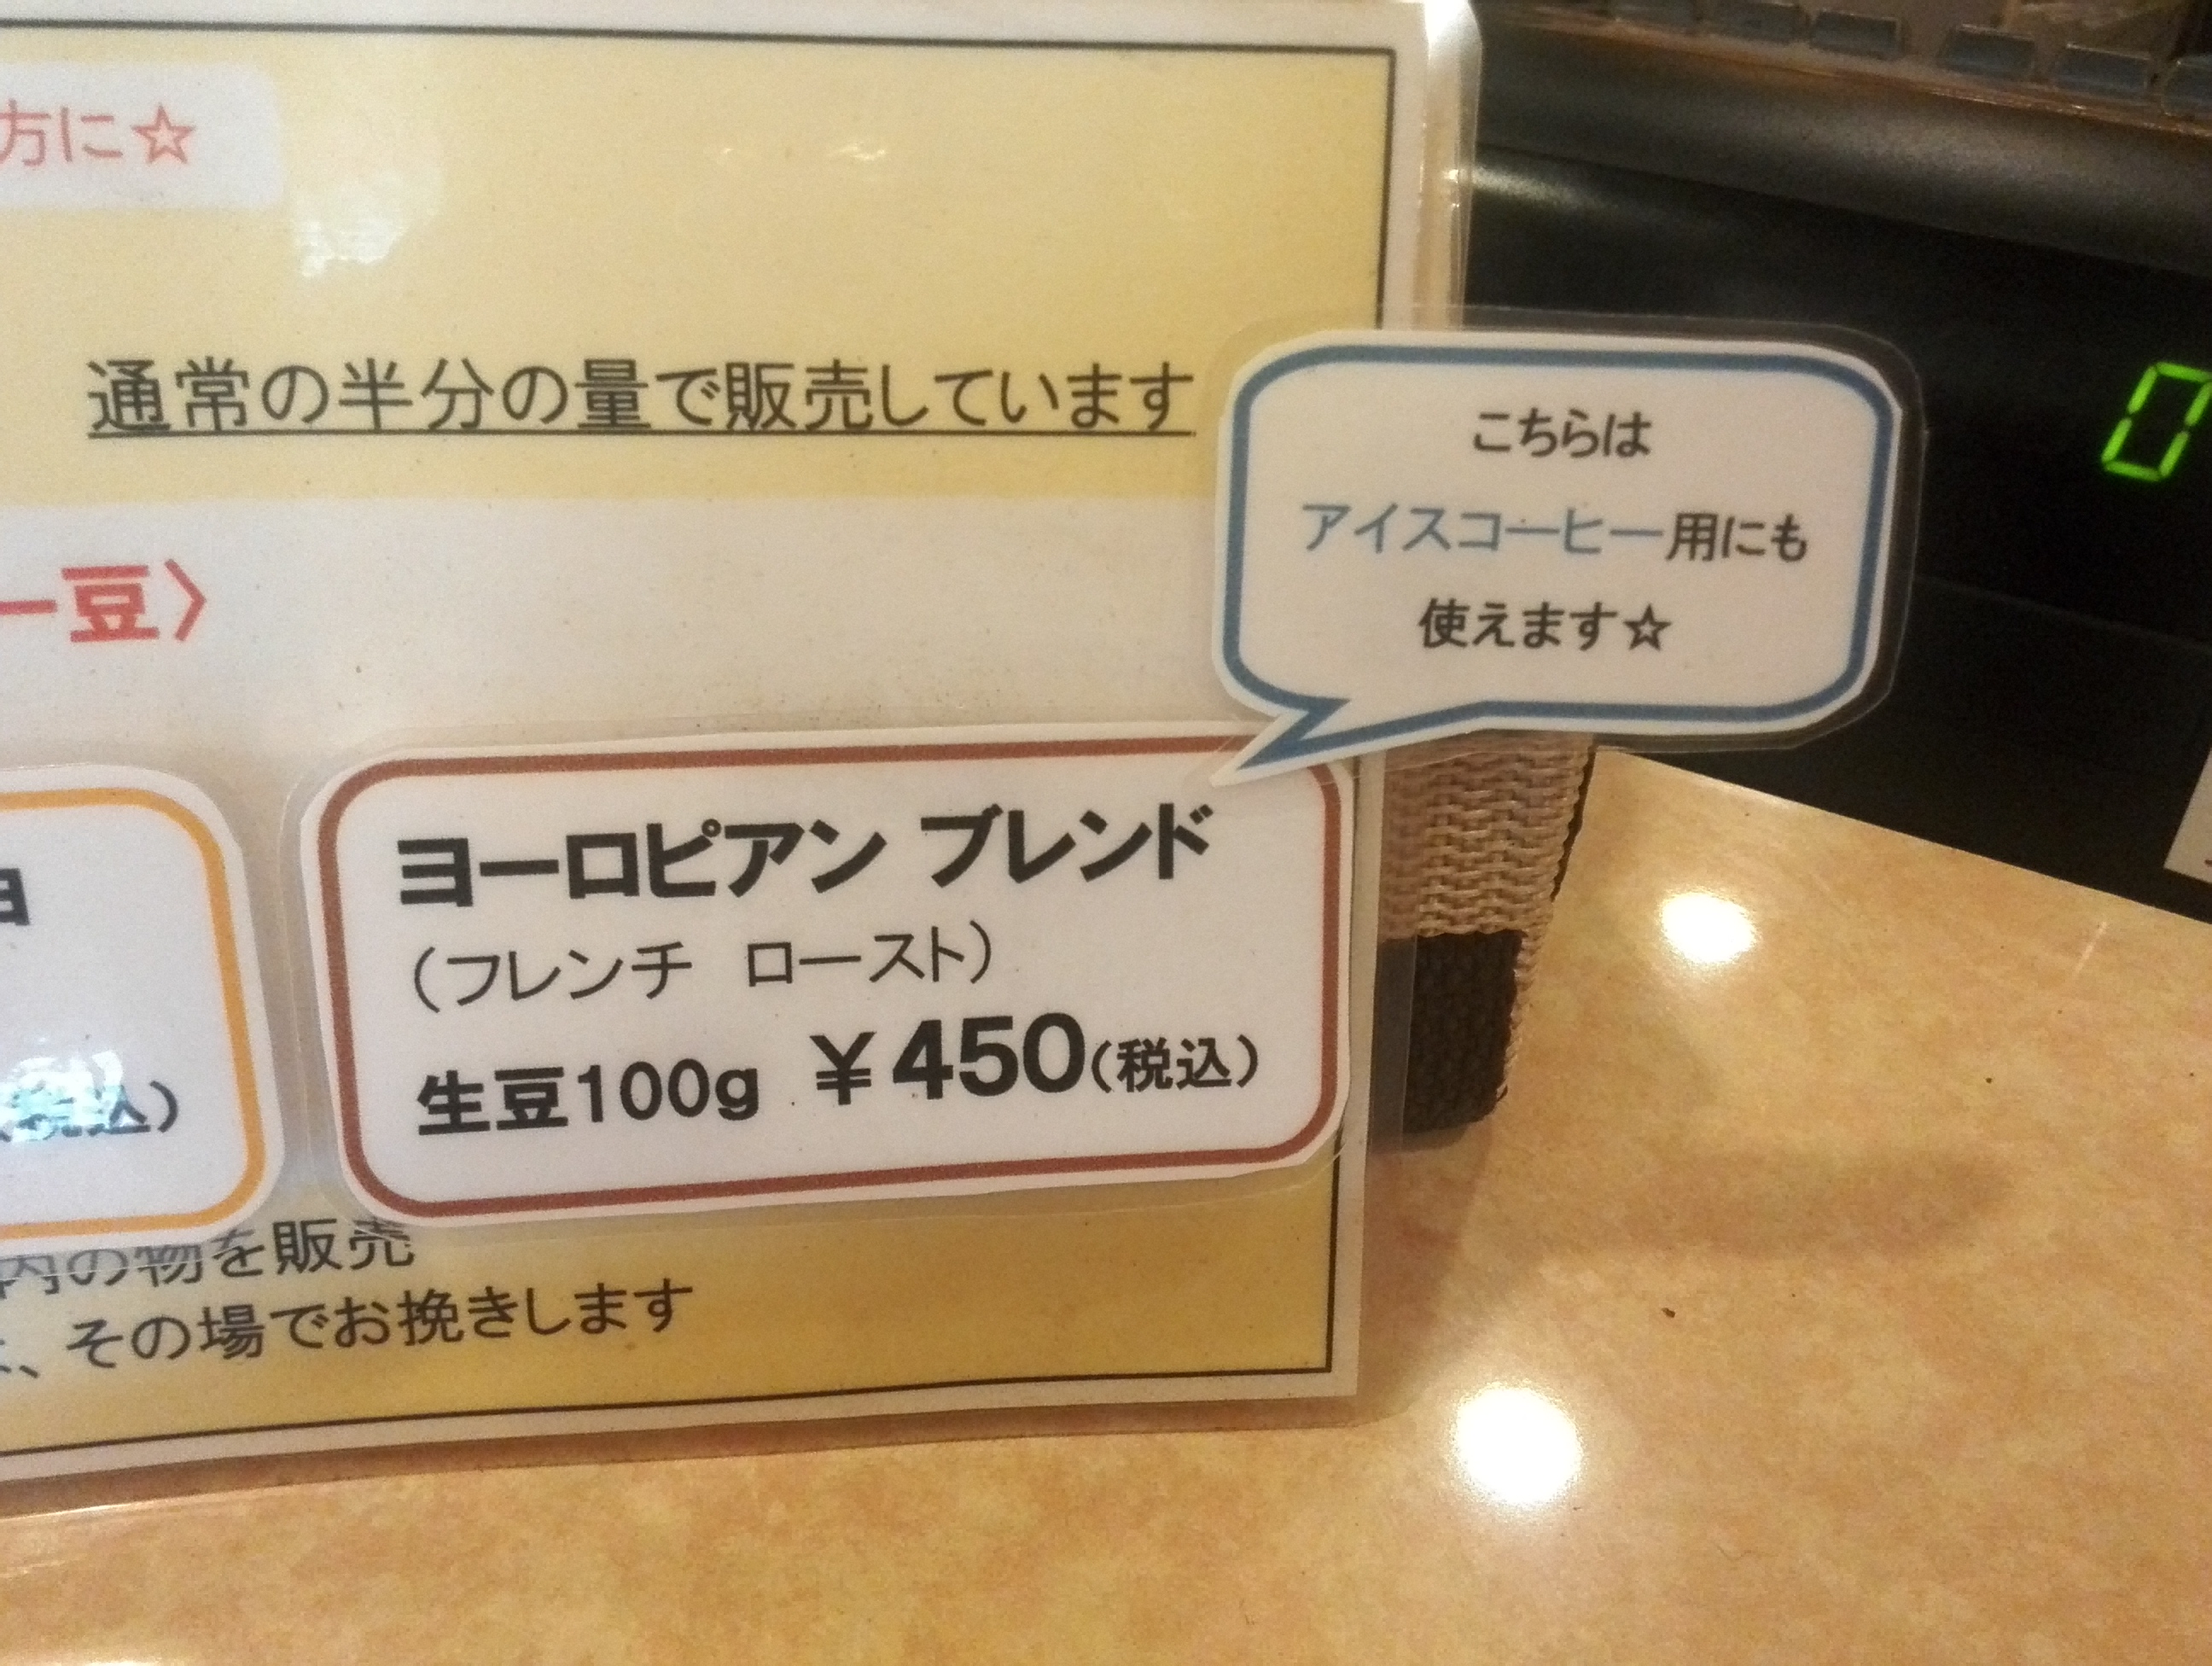 方に☆
通常の半分の量で販売しています
こちらは
アイスコーヒー用にも
使えます☆
ー豆〉
ヨーロピアン ブレンド
（フレンチ ロースト）
生豆100g ￥450(税込)
ョ
(税込)
内の物を販売
、その場でお挽きします
0